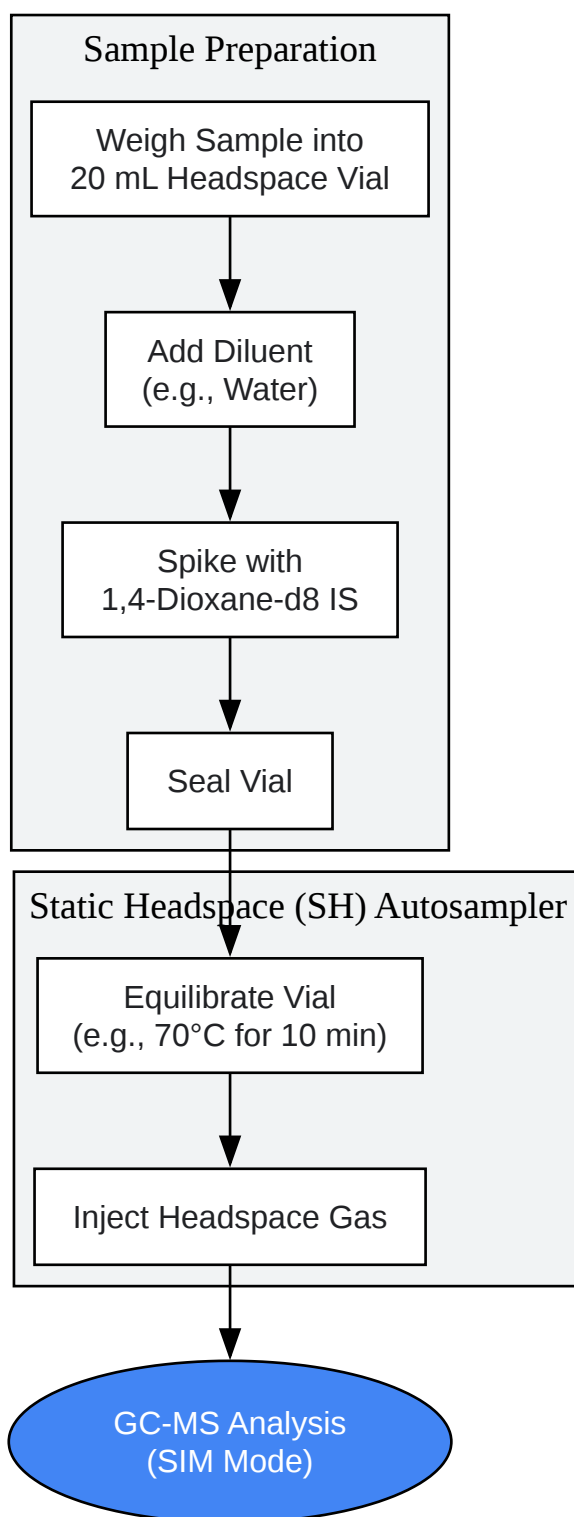 Sample Preparation
Weigh Sample into
20 mL Headspace Vial
Add Diluent
(e.g., Water)
Spike with
1,4-Dioxane-d8 IS
Seal Vial
Static Headspace (SH) Autosampler
Equilibrate Vial
(e.g., 70°C for 10 min)
Inject Headspace Gas
GC-MS Analysis
(SIM Mode)